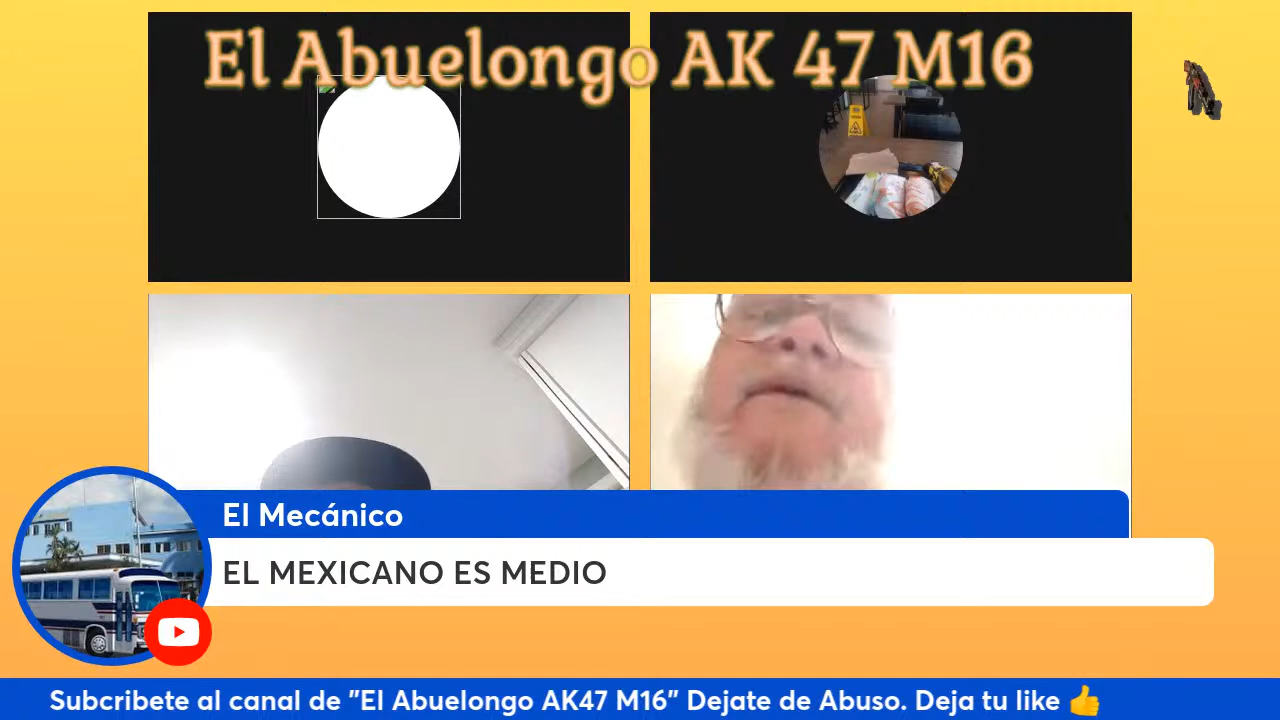 El Abuelongo AK 47 M16
El Mecánico
EL MEXICANO ES MEDIO
Subcribete al canal de "El Abuelongo AK47 M16" Dejate de Abuso. Deja tu like 👍